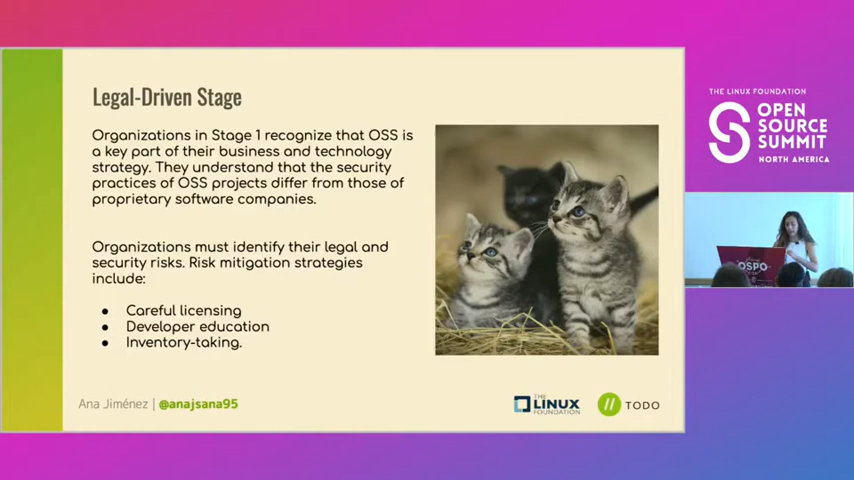 Legal-Driven Stage
Organizations in Stage 1 recognize that OSS is
a key part of their business and technology
strategy. They understand that the security
practices of OSS projects differ from those of
proprietary software companies.
Organizations must identify their legal and
security risks. Risk mitigation strategies
include:
● Careful licensing
● Developer education
● Inventory-taking.
Ana Jiménez | @anajsana95
THE
LINUX
FOUNDATION
// TODO
THE LINUX FOUNDATION
OPEN
SOURCE
SUMMIT
NORTH AMERICA
OSPO